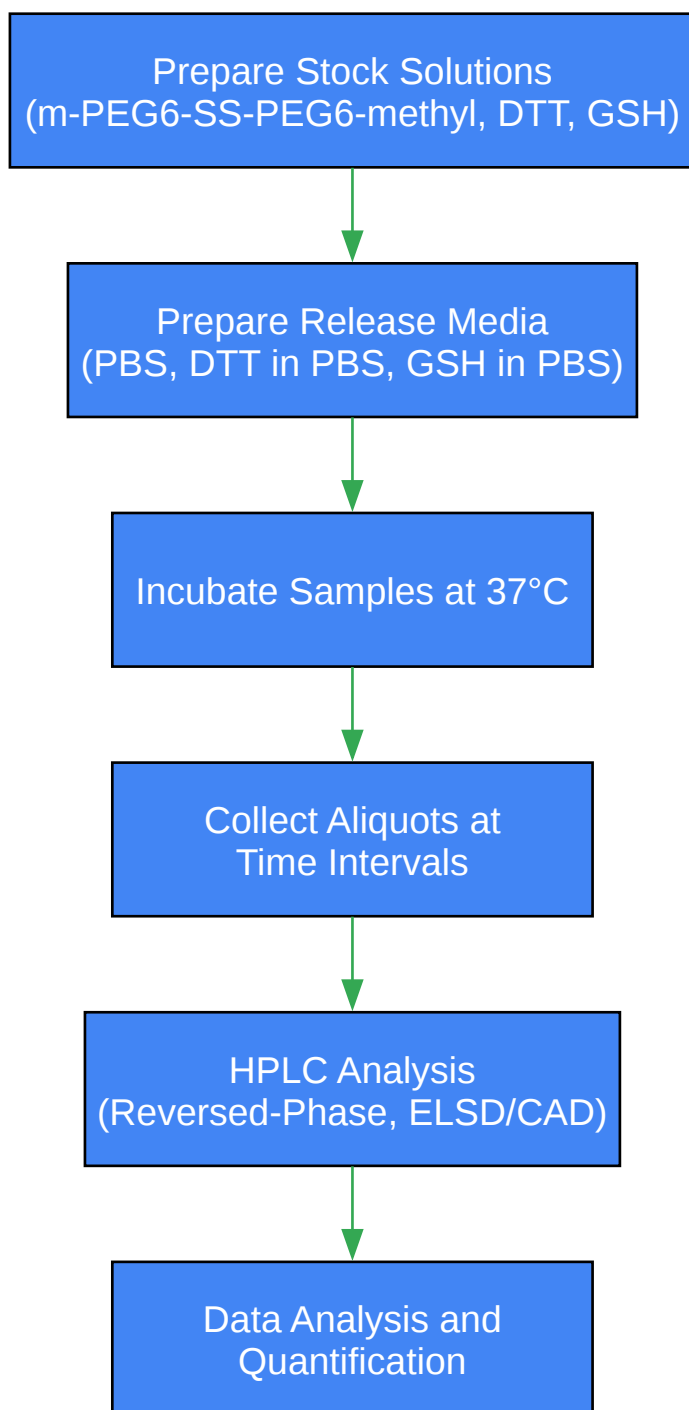 Prepare Stock Solutions
(m-PEG6-SS-PEG6-methyl, DTT, GSH)
Prepare Release Media
(PBS, DTT in PBS, GSH in PBS)
Incubate Samples at 37°C
Collect Aliquots at
Time Intervals
HPLC Analysis
(Reversed-Phase, ELSD/CAD)
Data Analysis and
Quantification